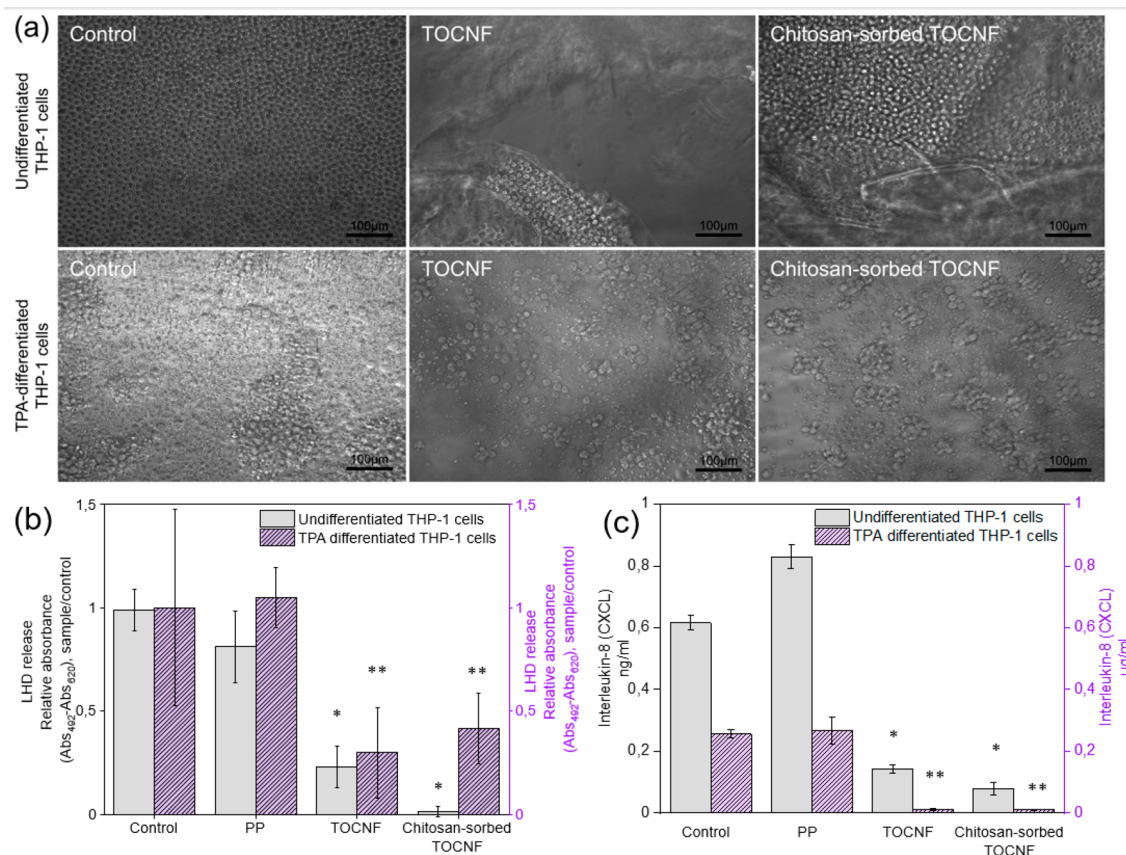 (a)
Undifferentiated
THP-1 cells
Control
100µm
TOCNF
100µm
Chitosan-sorbed TOCNF
100µm
TPA-differentiated
THP-1 cells
Control
100µm
TOCNF
100µm
Chitosan-sorbed TOCNF
100µm
(b)
LHD release
Relative absorbance
(Abs492-Abs620), sample/control
1,5
1
0,5
0
Undifferentiated THP-1 cells
TPA differentiated THP-1 cells
*
**
*
**
Control
PP
TOCNF
Chitosan-sorbed
TOCNF
1,5
1
0,5
0
LHD release
Relative absorbance
(Abs492-Abs620), sample/control
(c)
Interleukin-8 (CXCL)
ng/ml
1
0,8
0,6
0,4
0,2
0
Undifferentiated THP-1 cells
TPA differentiated THP-1 cells
*
**
*
**
Control
PP
TOCNF
Chitosan-sorbed
TOCNF
1
0,8
0,6
0,4
0,2
0
Interleukin-8 (CXCL)
µg/ml